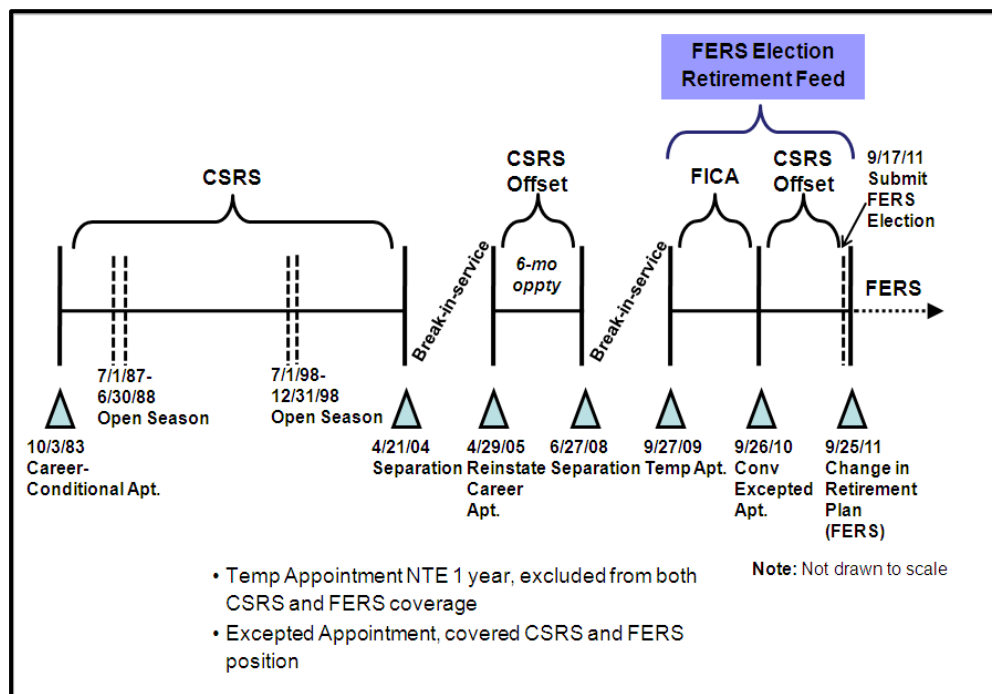 FERS Election
Retirement Feed
CSRS
CSRS
Offset
FICA
CSRS
Offset
9/17/11
Submit
FERS
Election
Break-in-service
6-mo
oppty
Break-in-service
FERS
7/1/87-
6/30/88
Open Season
7/1/98-
12/31/98
Open Season
10/3/83
Career-
Conditional Apt.
4/21/04
Separation
4/29/05
Reinstate
Career
Apt.
6/27/08
Separation
9/27/09
Temp Apt.
9/26/10
Conv
Excepted
Apt.
9/25/11
Change in
Retirement
Plan
(FERS)
• Temp Appointment NTE 1 year, excluded from both
CSRS and FERS coverage
• Excepted Appointment, covered CSRS and FERS
position
Note: Not drawn to scale